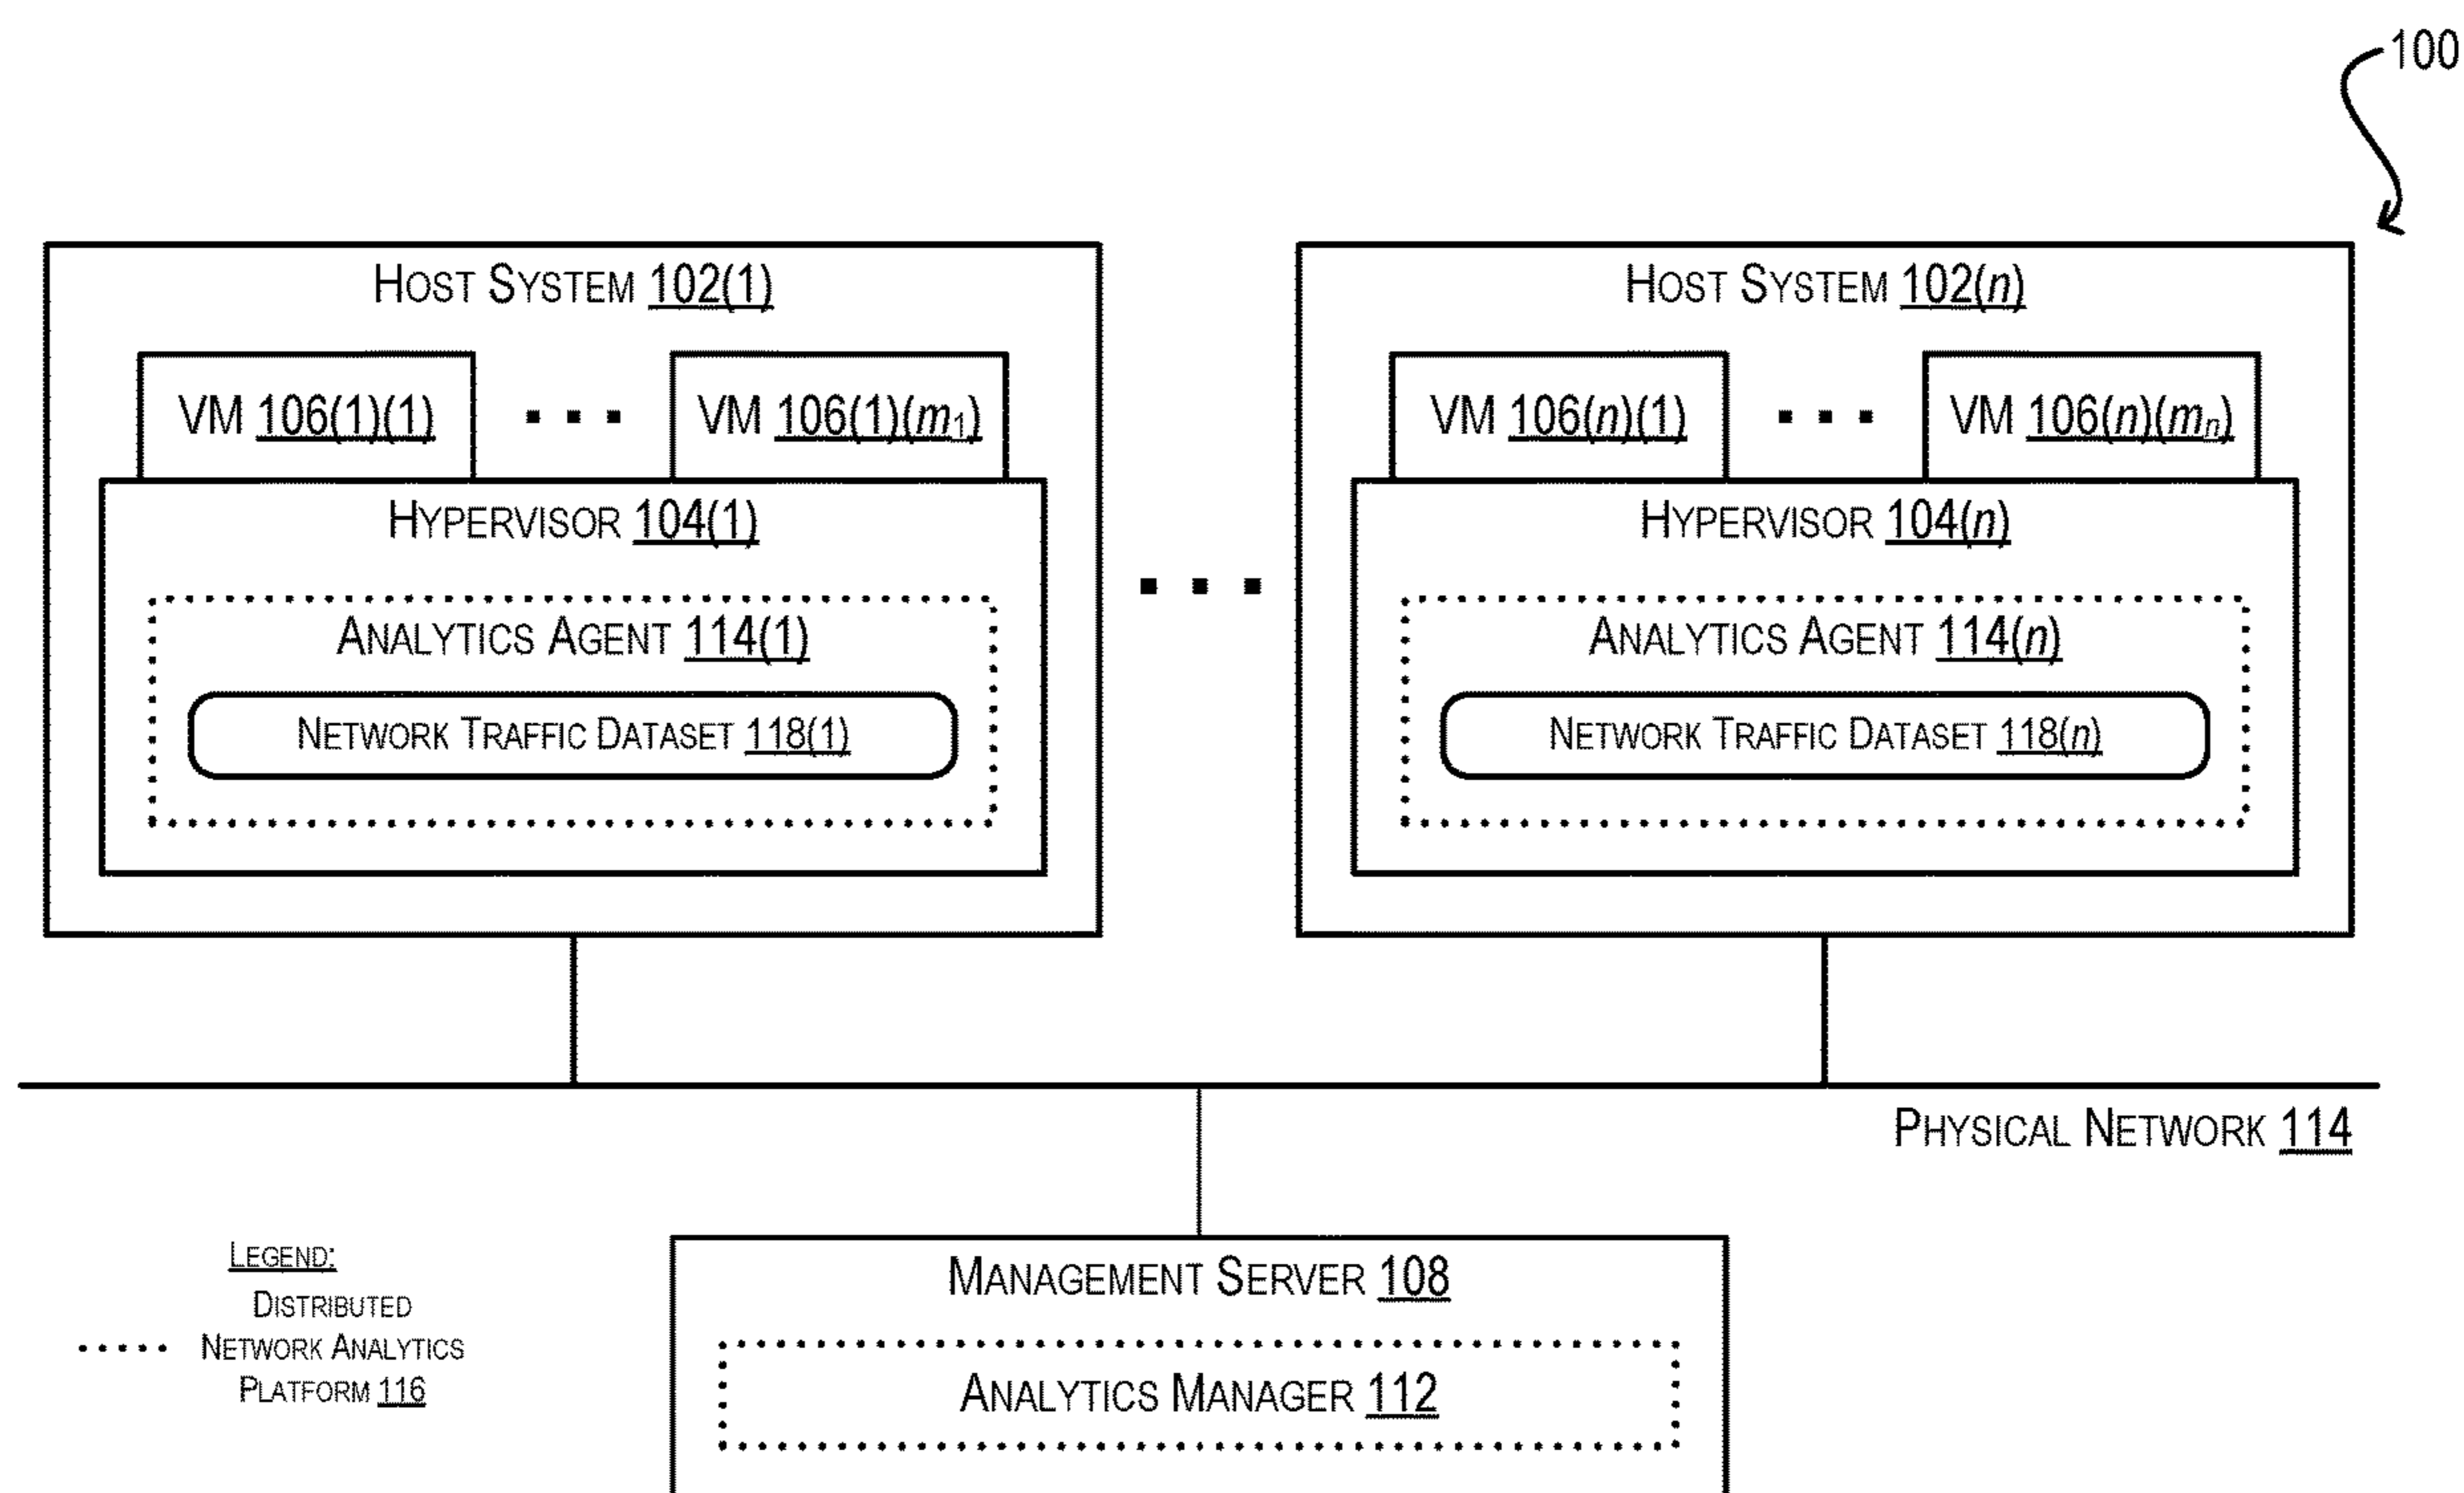 100
HOST SYSTEM 102(1)
VM 106(1)(1)
VM 106(1)(m1)
HYPERVISOR 104(1)
ANALYTICS AGENT 114(1)
NETWORK TRAFFIC DATASET 118(1)
HOST SYSTEM 102(n)
VM 106(n)(1)
VM 106(n)(mn)
HYPERVISOR 104(n)
ANALYTICS AGENT 114(n)
NETWORK TRAFFIC DATASET 118(n)
PHYSICAL NETWORK 114
LEGEND:
DISTRIBUTED
NETWORK ANALYTICS
PLATFORM 116
MANAGEMENT SERVER 108
ANALYTICS MANAGER 112